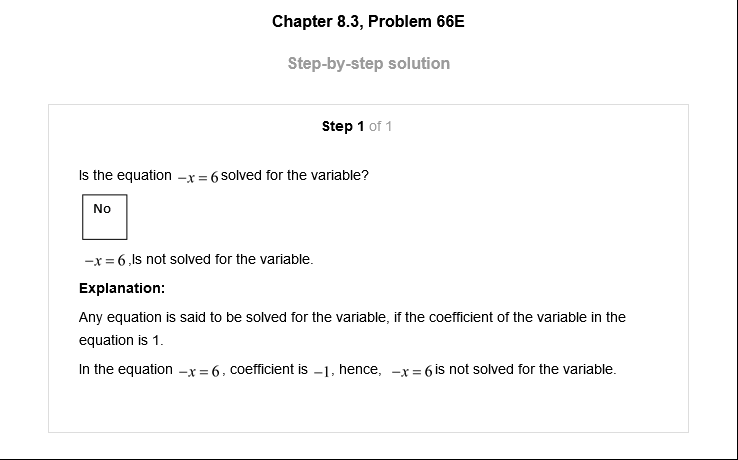 Chapter 8.3, Problem 66E
Step-by-step solution
Step 1 of 1
Is the equation −x = 6 solved for the variable?
No
−x = 6 ,Is not solved for the variable.
Explanation:
Any equation is said to be solved for the variable, if the coefficient of the variable in the
equation is 1.
In the equation −x = 6 , coefficient is −1, hence, −x = 6 is not solved for the variable.